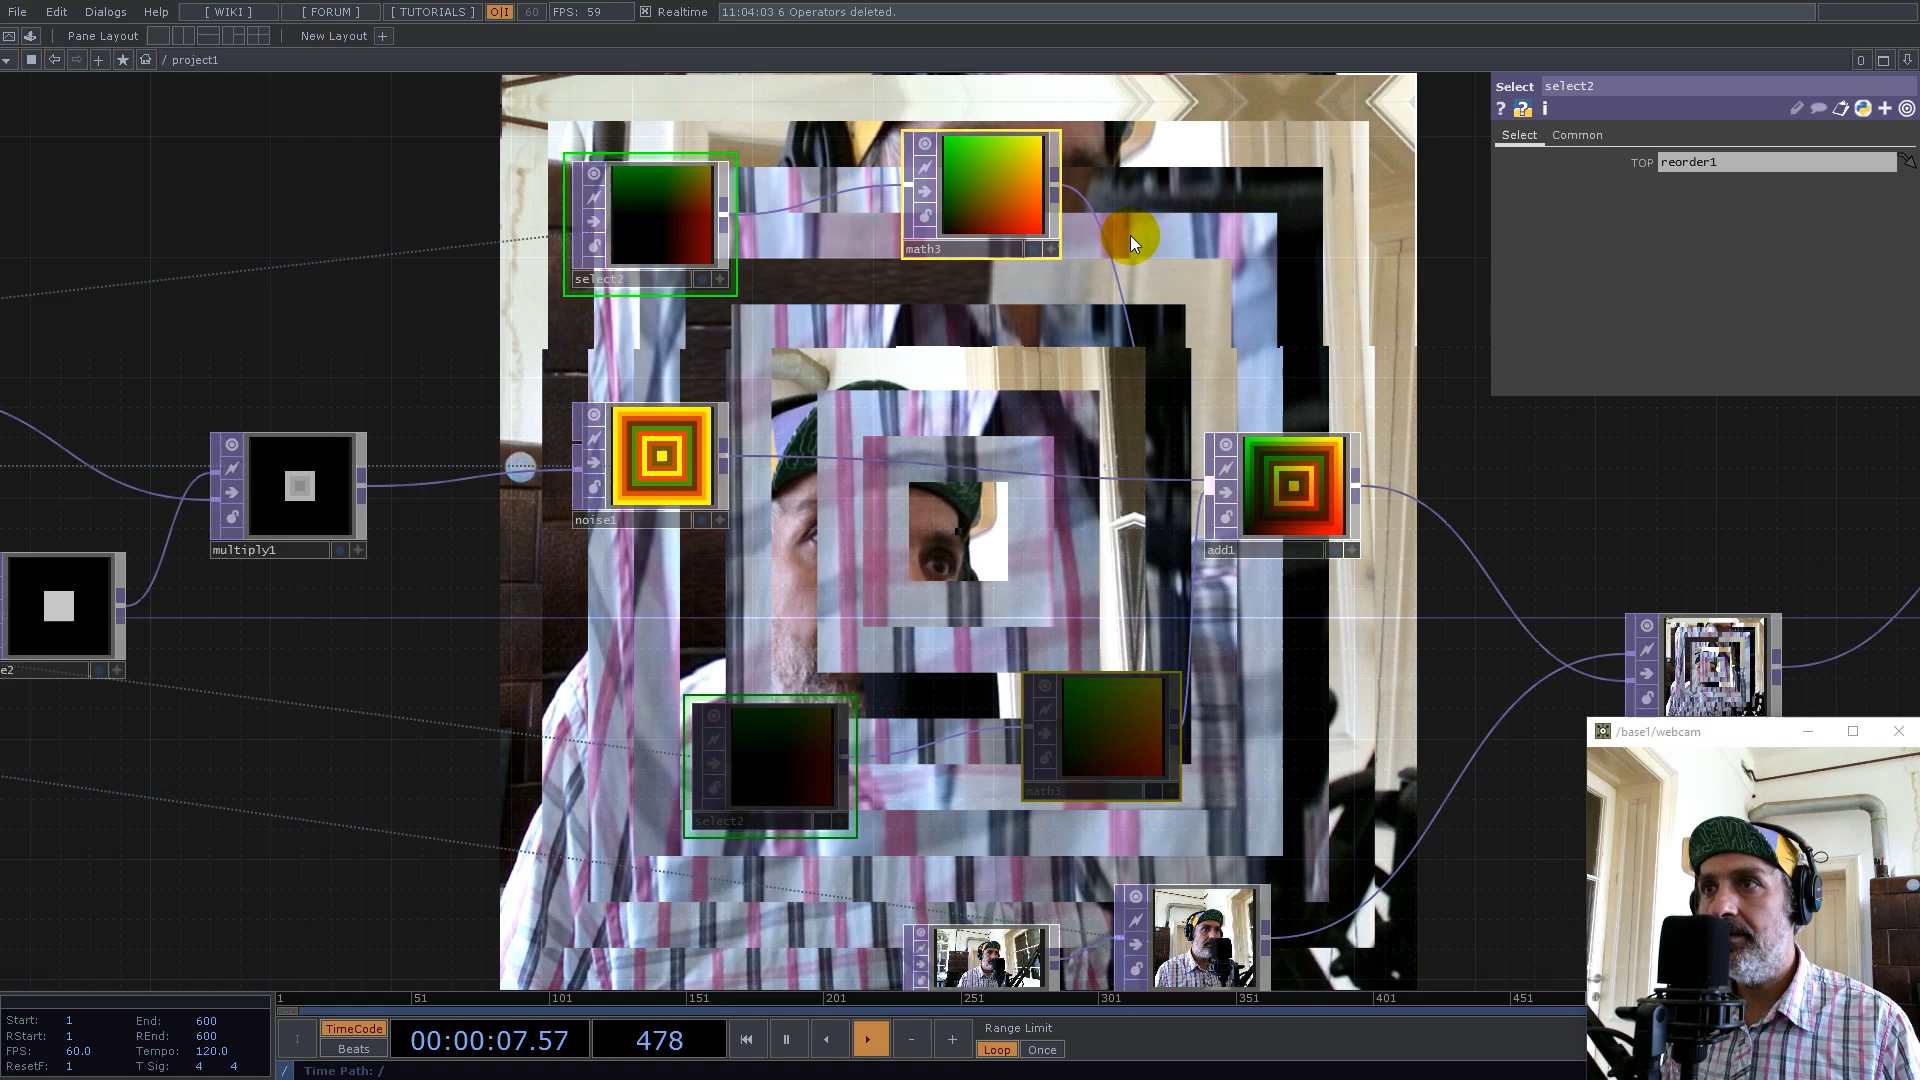 File Edit Dialogs Help [ WIKI ] [ FORUM ] [ TUTORIALS ] O|I 60 FPS: 59 Realtime 11:04:03 6 Operators deleted.
Pane Layout New Layout +
/ project1 0
Select select2
? ? i
Select Common
TOP reorder1
math3
select2
noise1
multiply1
add1
e2
/base1/webcam
math3
select2
1 51 101 151 201 251 301 351 401 451
Start: 1 End: 600
RStart: 1 REnd: 600
FPS: 60.0 Tempo: 120.0
ResetF: 1 T Sig: 4 4
TimeCode
Beats
00:00:07.57 478
Range Limit
Loop Once
/ Time Path: /